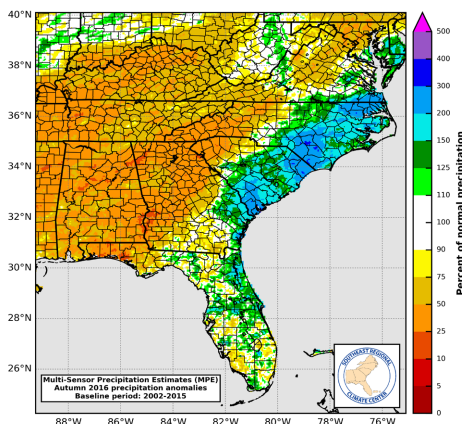 40°N
38°N
36°N
34°N
32°N
30°N
28°N
26°N
88°W 86°W 84°W 82°W 80°W 78°W 76°W
Multi-Sensor Precipitation Estimates (MPE)
Autumn 2016 precipitation anomalies
Baseline period: 2002-2015
SOUTHEAST REGIONAL
CLIMATE CENTER
500
400
300
200
150
125
110
100
90
75
50
25
10
5
0
Percent of normal precipitation